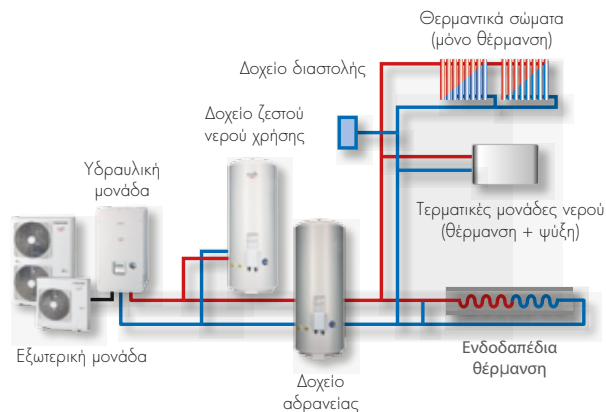 Θερμαντικά σώματα
(μόνο θέρμανση)
Δοχείο διαστολής
Δοχείο ζεστού
νερού χρήσης
Υδραυλική
μονάδα
Τερματικές μονάδες νερού
(θέρμανση + ψύξη)
Εξωτερική μονάδα
Ενδοδαπέδια
θέρμανση
Δοχείο
αδρανείας